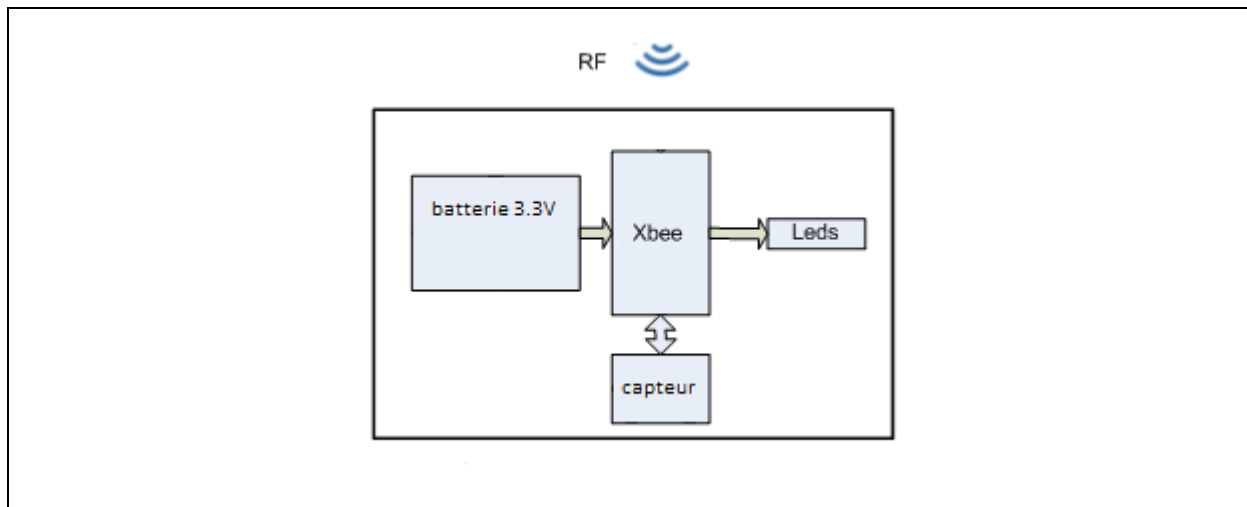 RF
batterie 3.3V
Xbee
Leds
capteur